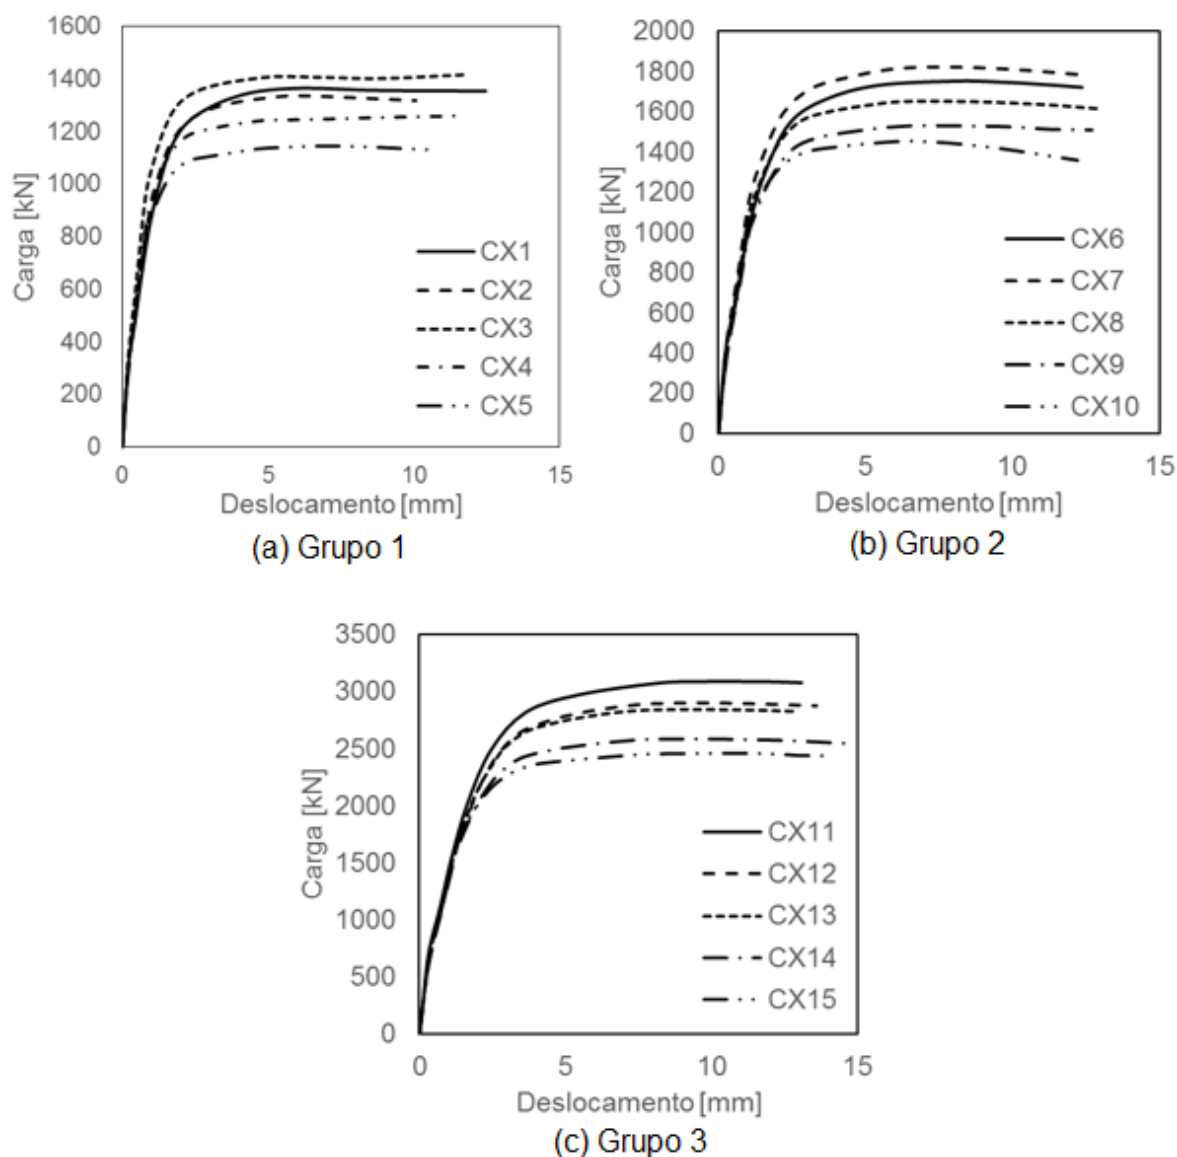 1600
1400
1200
1000
800
600
400
200
0
Carga [kN]
CX1
CX2
CX3
CX4
CX5
0 5 10 15
Deslocamento [mm]
(a) Grupo 1
2000
1800
1600
1400
1200
1000
800
600
400
200
0
Carga [kN]
CX6
CX7
CX8
CX9
CX10
0 5 10 15
Deslocamento [mm]
(b) Grupo 2
3500
3000
2500
2000
1500
1000
500
0
Carga [kN]
CX11
CX12
CX13
CX14
CX15
0 5 10 15
Deslocamento [mm]
(c) Grupo 3